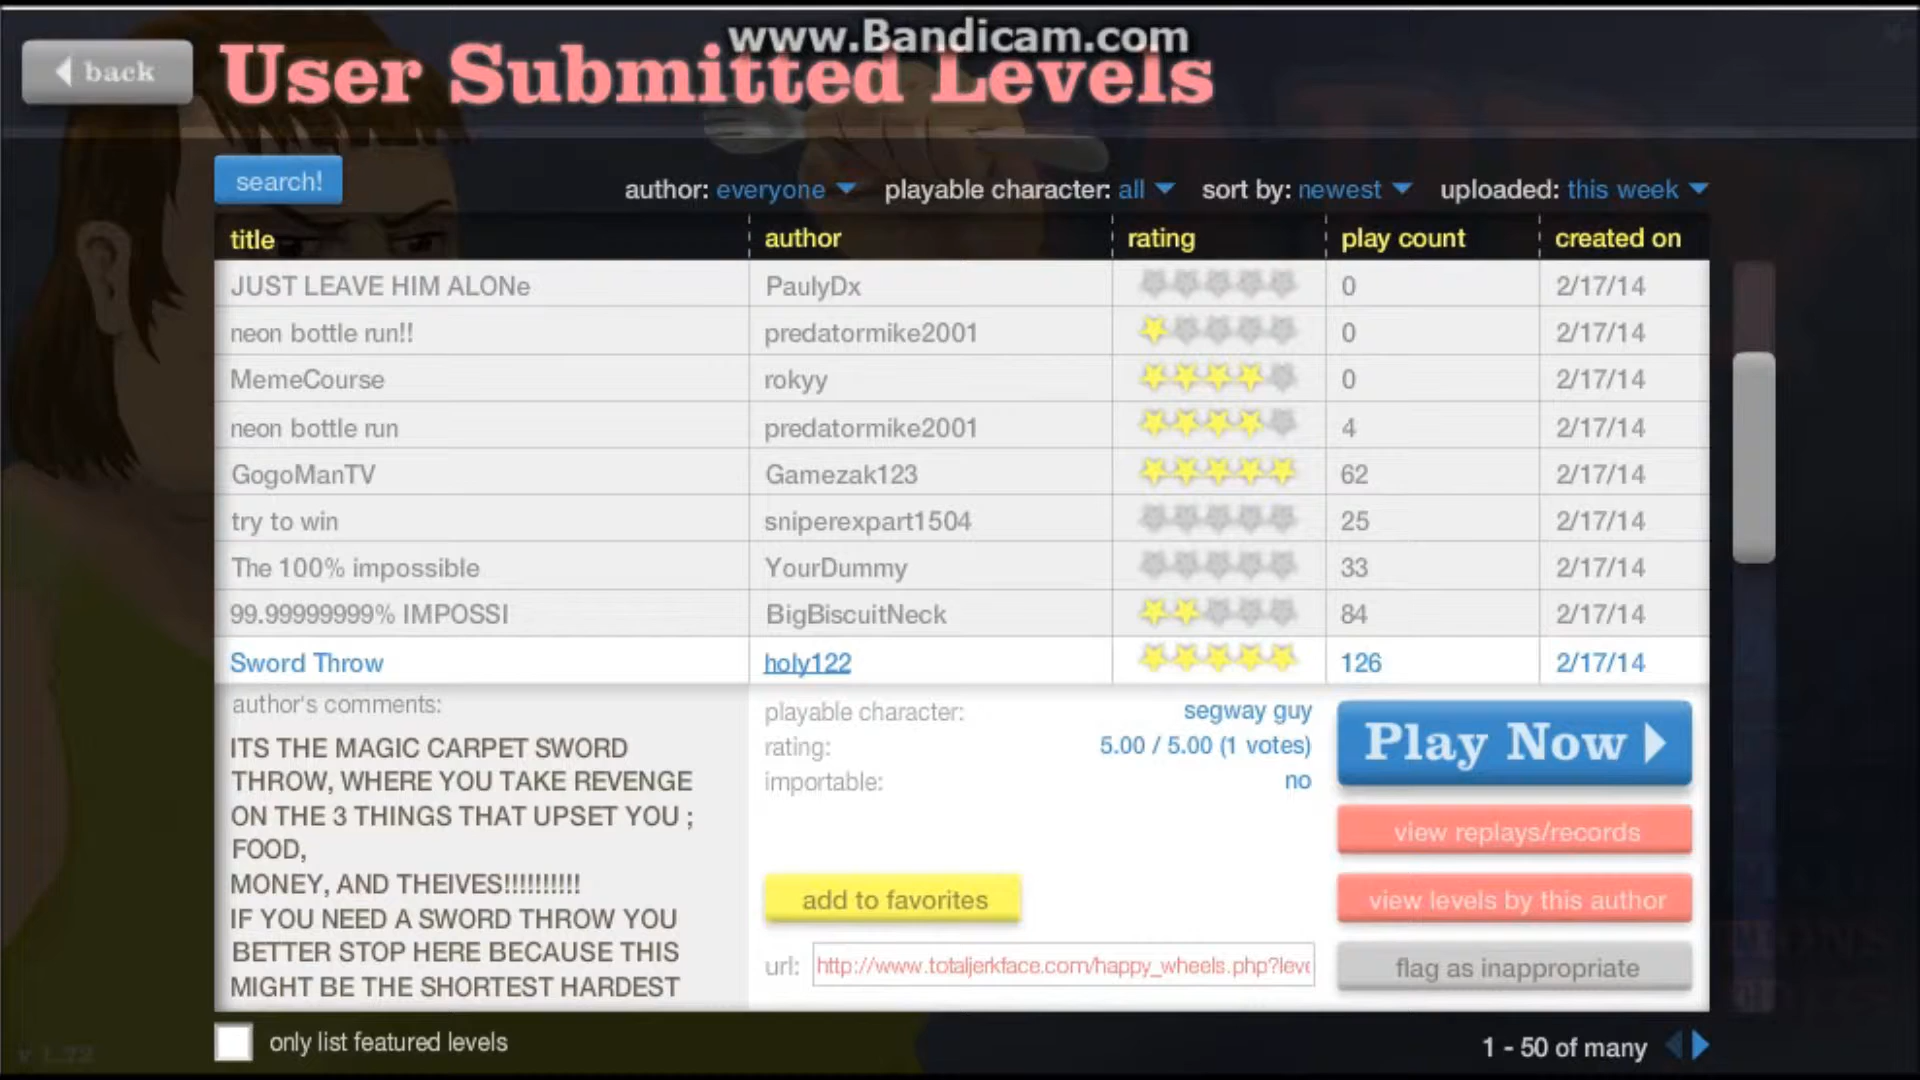 www.Bandicam.com
back
User Submitted Levels
search!
author: everyone playable character: all sort by: newest uploaded: this week
title author rating play count created on
JUST LEAVE HIM ALONe PaulyDx 0 2/17/14
neon bottle run!! predatormike2001 0 2/17/14
MemeCourse rokyy 0 2/17/14
neon bottle run predatormike2001 4 2/17/14
GogoManTV Gamezak123 62 2/17/14
try to win sniperexpart1504 25 2/17/14
The 100% impossible YourDummy 33 2/17/14
99.99999999% IMPOSSI BigBiscuitNeck 84 2/17/14
Sword Throw holy122 126 2/17/14
author's comments:
ITS THE MAGIC CARPET SWORD
THROW, WHERE YOU TAKE REVENGE
ON THE 3 THINGS THAT UPSET YOU ;
FOOD,
MONEY, AND THEIVES!!!!!!!!!!
IF YOU NEED A SWORD THROW YOU
BETTER STOP HERE BECAUSE THIS
MIGHT BE THE SHORTEST HARDEST
playable character: segway guy
rating: 5.00 / 5.00 (1 votes)
importable: no
add to favorites
url: http://www.totaljerkface.com/happy_wheels.php?leve
Play Now
view replays/records
view levels by this author
flag as inappropriate
only list featured levels
1 - 50 of many
v 1.72